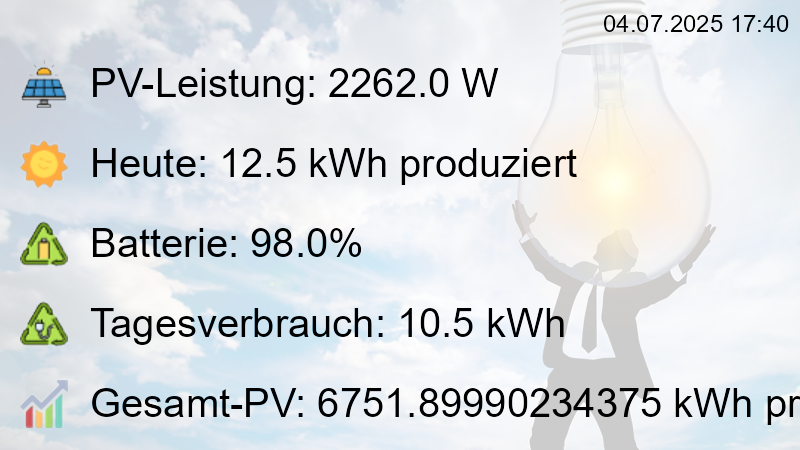 04.07.2025 17:40
PV-Leistung: 2262.0 W
Heute: 12.5 kWh produziert
Batterie: 98.0%
Tagesverbrauch: 10.5 kWh
Gesamt-PV: 6751.89990234375 kWh pr